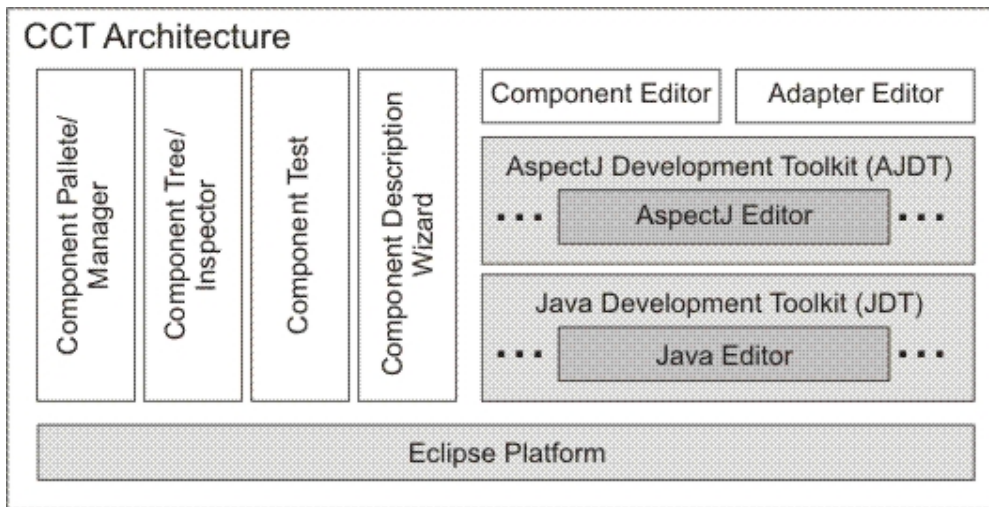 CCT Architecture
Component Pallete/
Manager
Component Tree/
Inspector
Component Test
Component Description
Wizard
Component Editor
Adapter Editor
AspectJ Development Toolkit (AJDT)
... AspectJ Editor ...
Java Development Toolkit (JDT)
... Java Editor ...
Eclipse Platform